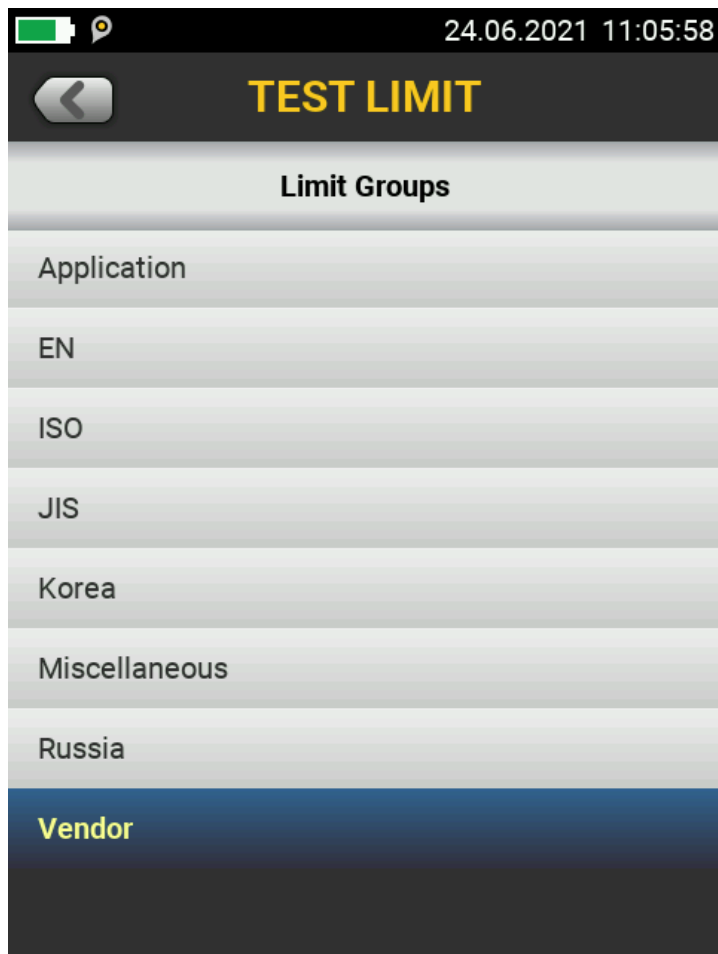 24.06.2021 11:05:58
TEST LIMIT
Limit Groups
Application
EN
ISO
JIS
Korea
Miscellaneous
Russia
Vendor